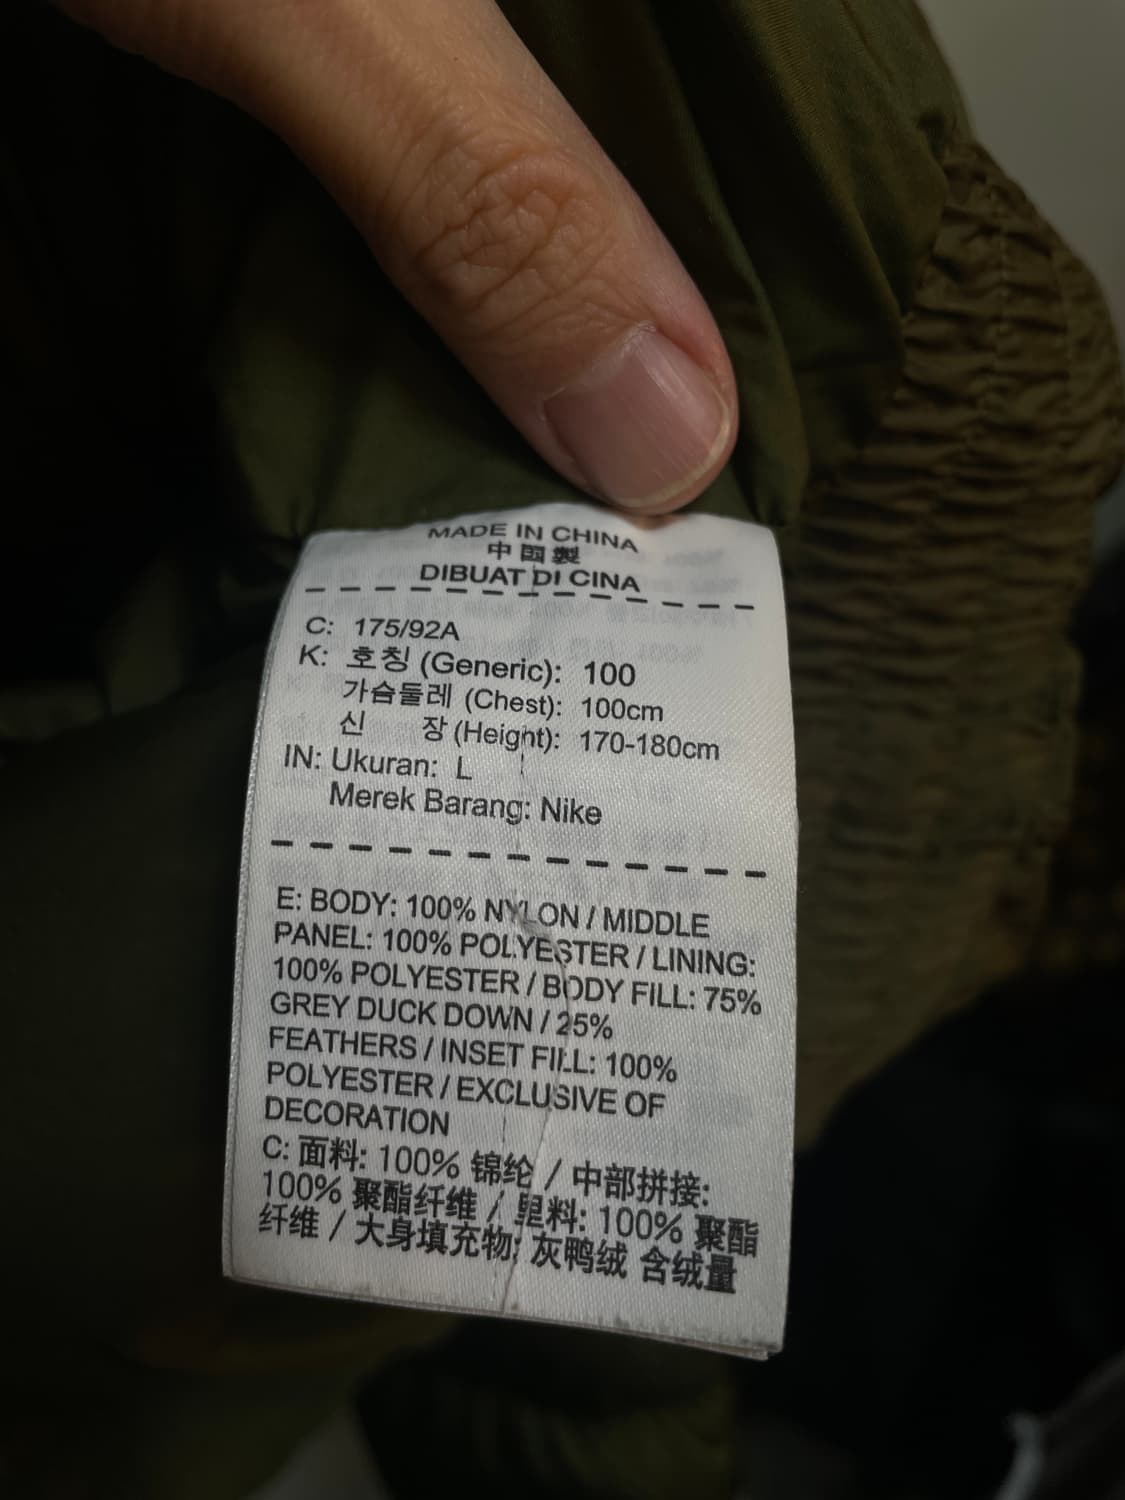 MADE IN CHINA
中国製
DIBUAT DI CINA
C: 175/92A
K: 호칭 (Generic): 100
가슴둘레 (Chest): 100cm
신 장 (Height): 170-180cm
IN: Ukuran: L
Merek Barang: Nike
E: BODY: 100% NYLON / MIDDLE
PANEL: 100% POLYESTER / LINING:
100% POLYESTER / BODY FILL: 75%
GREY DUCK DOWN / 25%
FEATHERS / INSET FILL: 100%
POLYESTER / EXCLUSIVE OF
DECORATION
C: 面料: 100% 锦纶 / 中部拼接:
100% 聚酯纤维 / 里料: 100% 聚酯
纤维 / 大身填充物: 灰鸭绒 含绒量